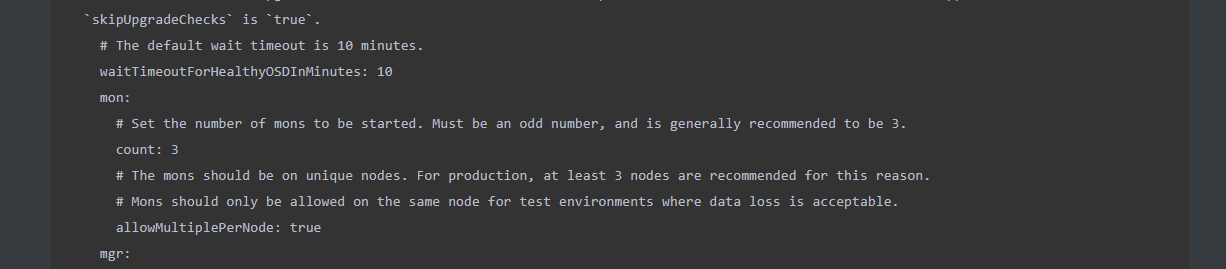 `skipUpgradeChecks` is `true`.
# The default wait timeout is 10 minutes.
waitTimeoutForHealthyOSDInMinutes: 10
mon:
# Set the number of mons to be started. Must be an odd number, and is generally recommended to be 3.
count: 3
# The mons should be on unique nodes. For production, at least 3 nodes are recommended for this reason.
# Mons should only be allowed on the same node for test environments where data loss is acceptable.
allowMultiplePerNode: true
mgr: